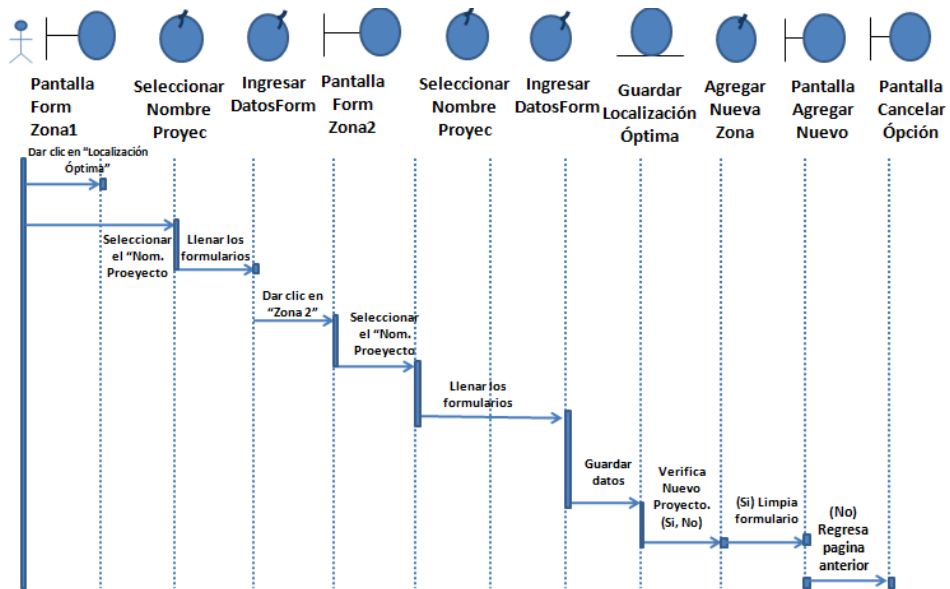 Pantalla
Form
Zona1
Seleccionar
Nombre
Proyec
Ingresar
DatosForm
Pantalla
Form
Zona2
Seleccionar
Nombre
Proyec
Ingresar
DatosForm
Guardar
Localización
Óptima
Agregar
Nueva
Zona
Pantalla
Agregar
Nuevo
Pantalla
Cancelar
Ópción
Dar clic en “Localización
Óptima”
Seleccionar
el “Nom.
Proeyecto
Llenar los
formularios
Dar clic en
“Zona 2”
Seleccionar
el “Nom.
Proeyecto
Llenar los
formularios
Guardar
datos
Verifica
Nuevo
Proyecto.
(Si, No)
(Si) Limpia
formulario
(No)
Regresa
pagina
anterior